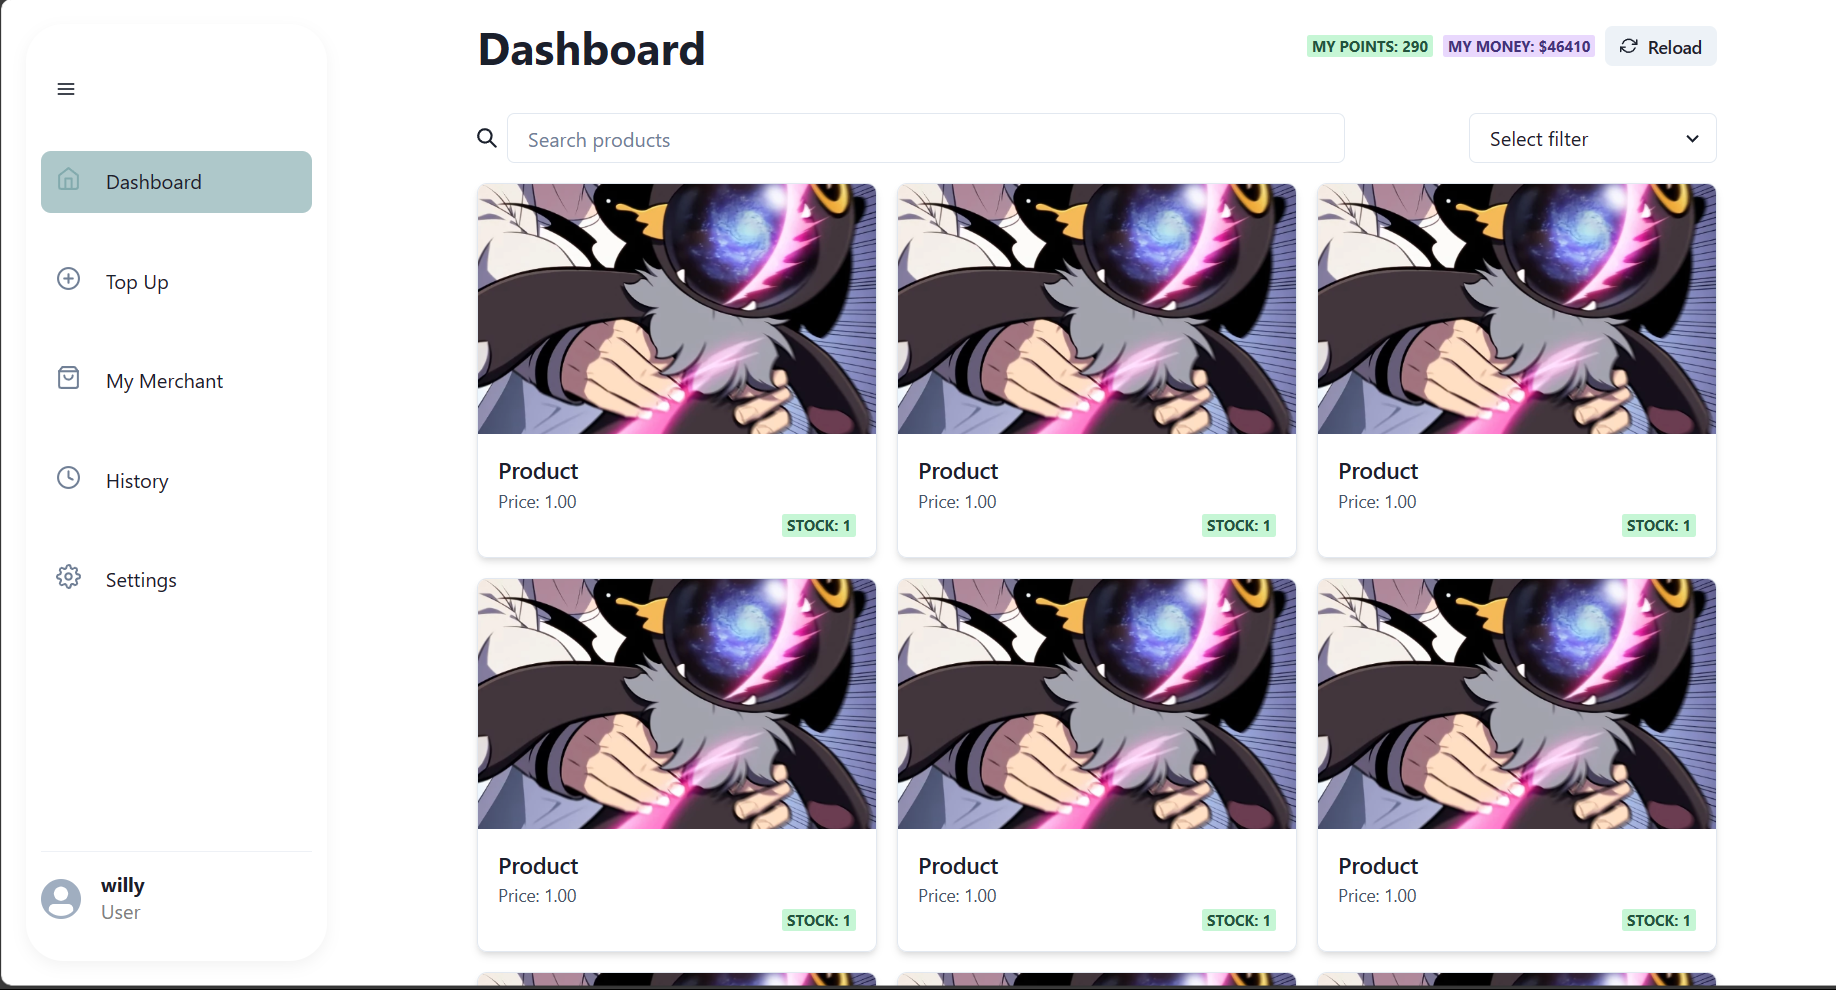 Dashboard
MY POINTS: 290
MY MONEY: $46410
Reload
Search products
Select filter
Dashboard
Top Up
My Merchant
History
Settings
willy
User
Product
Price: 1.00
STOCK: 1
Product
Price: 1.00
STOCK: 1
Product
Price: 1.00
STOCK: 1
Product
Price: 1.00
STOCK: 1
Product
Price: 1.00
STOCK: 1
Product
Price: 1.00
STOCK: 1